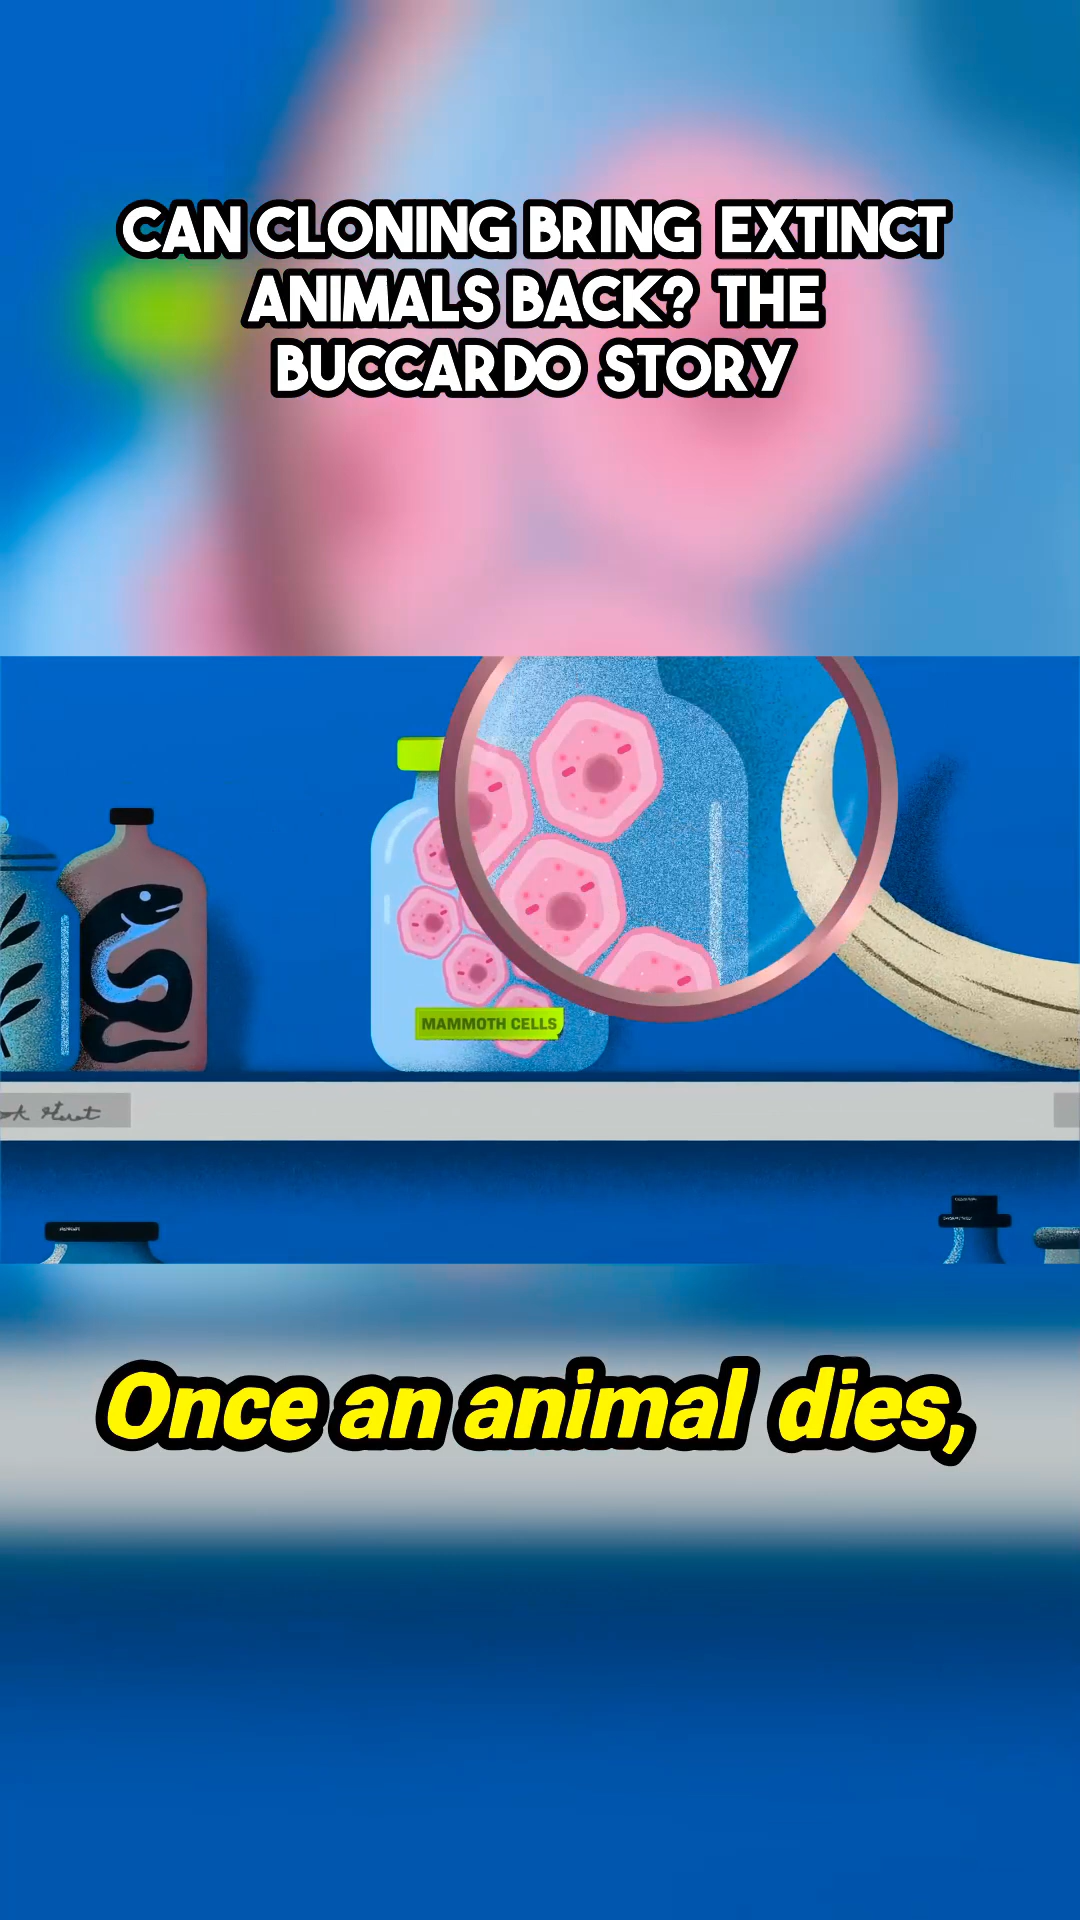 CAN CLONING BRING EXTINCT
ANIMALS BACK? THE
BUCCARDO STORY
MAMMOTH CELLS
Once an animal dies,